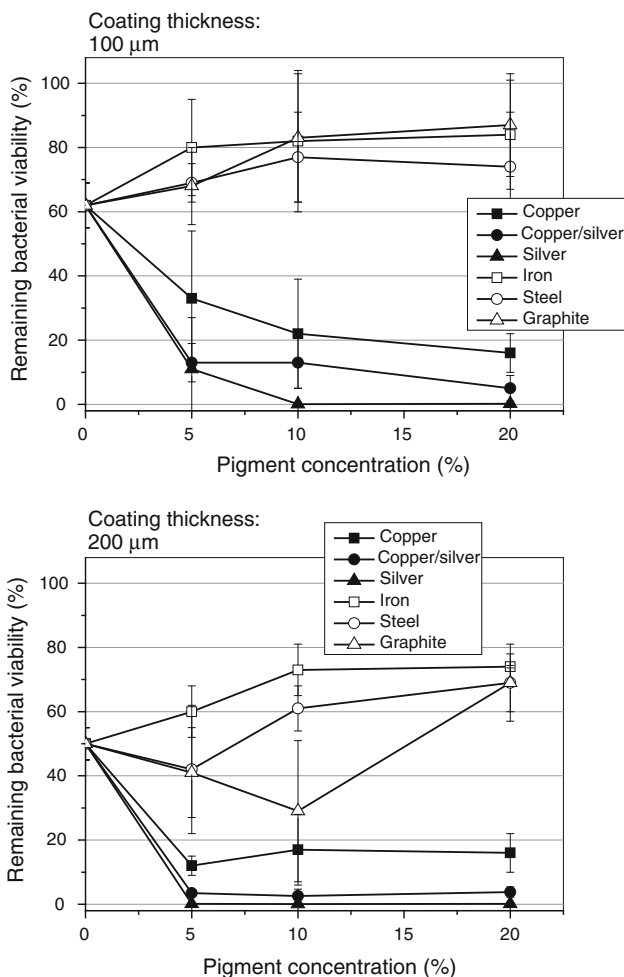 Coating thickness:
100 µm
100
80
60
40
20
0
Remaining bacterial viability (%)
Copper
Copper/silver
Silver
Iron
Steel
Graphite
0 5 10 15 20
Pigment concentration (%)
Coating thickness:
200 µm
Copper
Copper/silver
Silver
Iron
Steel
Graphite
100
80
60
40
20
0
Remaining bacterial viability (%)
0 5 10 15 20
Pigment concentration (%)